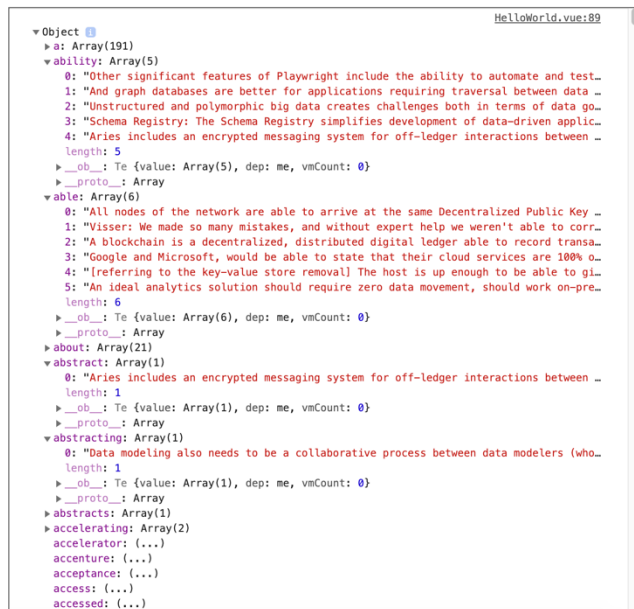 HelloWorld.vue:89
▼Object i
▶a: Array(191)
▼ability: Array(5)
0: "Other significant features of Playwright include the ability to automate and test…
1: "And graph databases are better for applications requiring traversal between data …
2: "Unstructured and polymorphic big data creates challenges both in terms of data go…
3: "Schema Registry: The Schema Registry simplifies development of data-driven applic…
4: "Aries includes an encrypted messaging system for off-ledger interactions between …
length: 5
▶__ob__: Te {value: Array(5), dep: me, vmCount: 0}
▶__proto__: Array
▼able: Array(6)
0: "All nodes of the network are able to arrive at the same Decentralized Public Key …
1: "Visser: We made so many mistakes, and without expert help we weren't able to corr…
2: "A blockchain is a decentralized, distributed digital ledger able to record transa…
3: "Google and Microsoft, would be able to state that their cloud services are 100% o…
4: "[referring to the key-value store removal] The host is up enough to be able to gi…
5: "An ideal analytics solution should require zero data movement, should work on-pre…
length: 6
▶__ob__: Te {value: Array(6), dep: me, vmCount: 0}
▶__proto__: Array
▶about: Array(21)
▼abstract: Array(1)
0: "Aries includes an encrypted messaging system for off-ledger interactions between …
length: 1
▶__ob__: Te {value: Array(1), dep: me, vmCount: 0}
▶__proto__: Array
▼abstracting: Array(1)
0: "Data modeling also needs to be a collaborative process between data modelers (who…
length: 1
▶__ob__: Te {value: Array(1), dep: me, vmCount: 0}
▶__proto__: Array
▶abstracts: Array(1)
▶accelerating: Array(2)
accelerator: (...)
accenture: (...)
acceptance: (...)
access: (...)
accessed: (...)